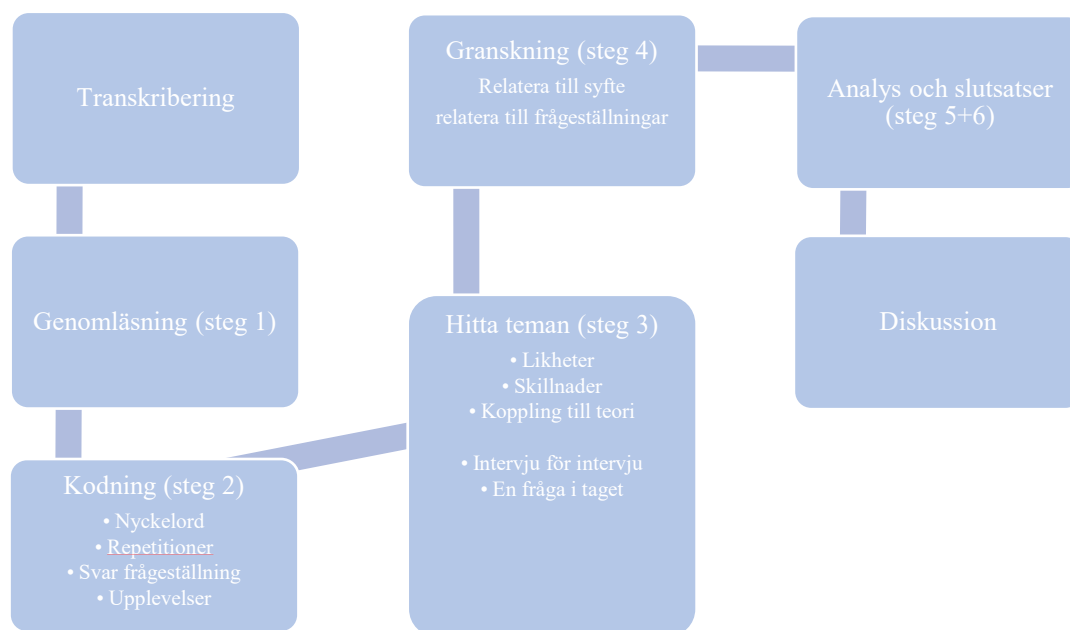 Transkribering
Genomläsning (steg 1)
Kodning (steg 2)
• Nyckelord
• Repetitioner
• Svar frågeställning
• Upplevelser
Hitta teman (steg 3)
• Likheter
• Skillnader
• Koppling till teori
• Intervju för intervju
• En fråga i taget
Granskning (steg 4)
Relatera till syfte
relatera till frågeställningar
Analys och slutsatser
(steg 5+6)
Diskussion